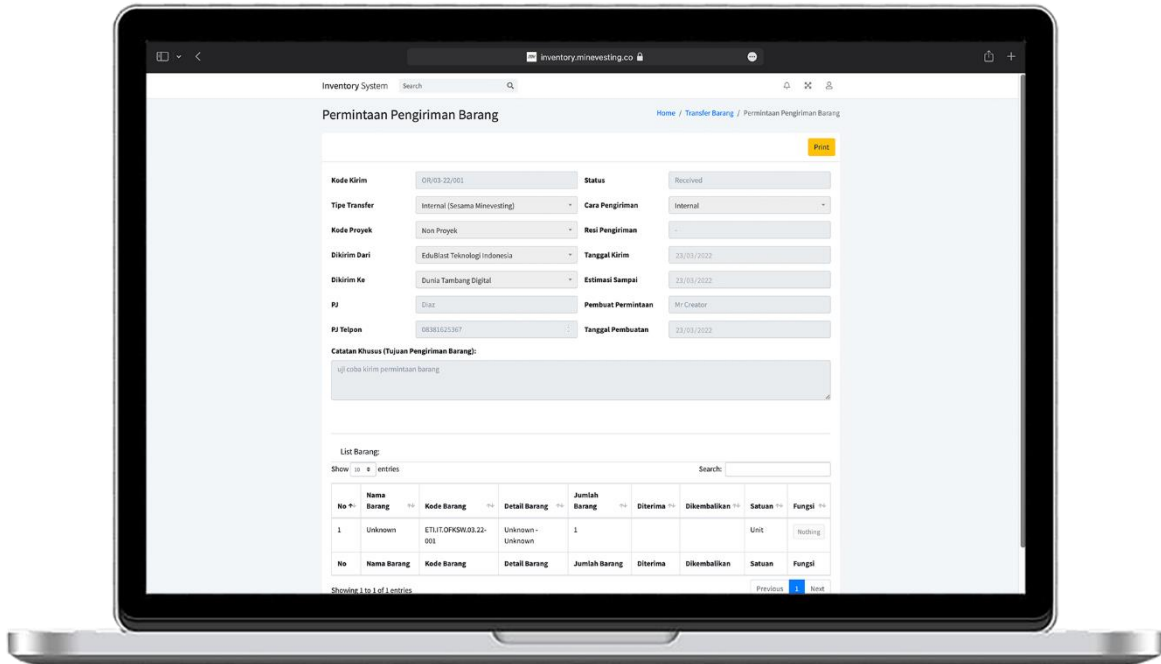 inventory.minevesting.co
Inventory System Search
Permintaan Pengiriman Barang Home / Transfer Barang / Permintaan Pengiriman Barang
Print
Kode Kirim OR/03-22/001 Status Received
Tipe Transfer Internal (Sesama Minevesting) Cara Pengiriman Internal
Kode Proyek Non Proyek Resi Pengiriman -
Dikirim Dari EduBlast Teknologi Indonesia Tanggal Kirim 23/03/2022
Dikirim Ke Dunia Tambang Digital Estimasi Sampai 23/03/2022
PJ Diaz Pembuat Permintaan Mr Creator
PJ Telpon 08381625367 Tanggal Pembuatan 23/03/2022
Catatan Khusus (Tujuan Pengiriman Barang):
uji coba kirim permintaan barang
List Barang:
Show 10 entries Search:
No Nama Barang Kode Barang Detail Barang Jumlah Barang Diterima Dikembalikan Satuan Fungsi
1 Unknown ETI.IT.OFKSW.03.22-001 Unknown - Unknown 1 Unit Nothing
No Nama Barang Kode Barang Detail Barang Jumlah Barang Diterima Dikembalikan Satuan Fungsi
Showing 1 to 1 of 1 entries Previous 1 Next